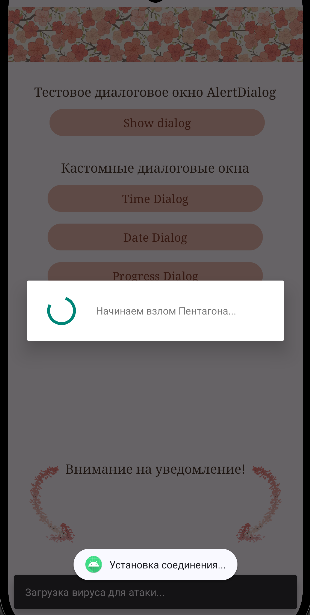 Тестовое диалоговое окно AlertDialog
Show dialog
Кастомные диалоговые окна
Time Dialog
Date Dialog
Progress Dialog
Начинаем взлом Пентагона...
Внимание на уведомление!
Установка соединения...
Загрузка вируса для атаки...